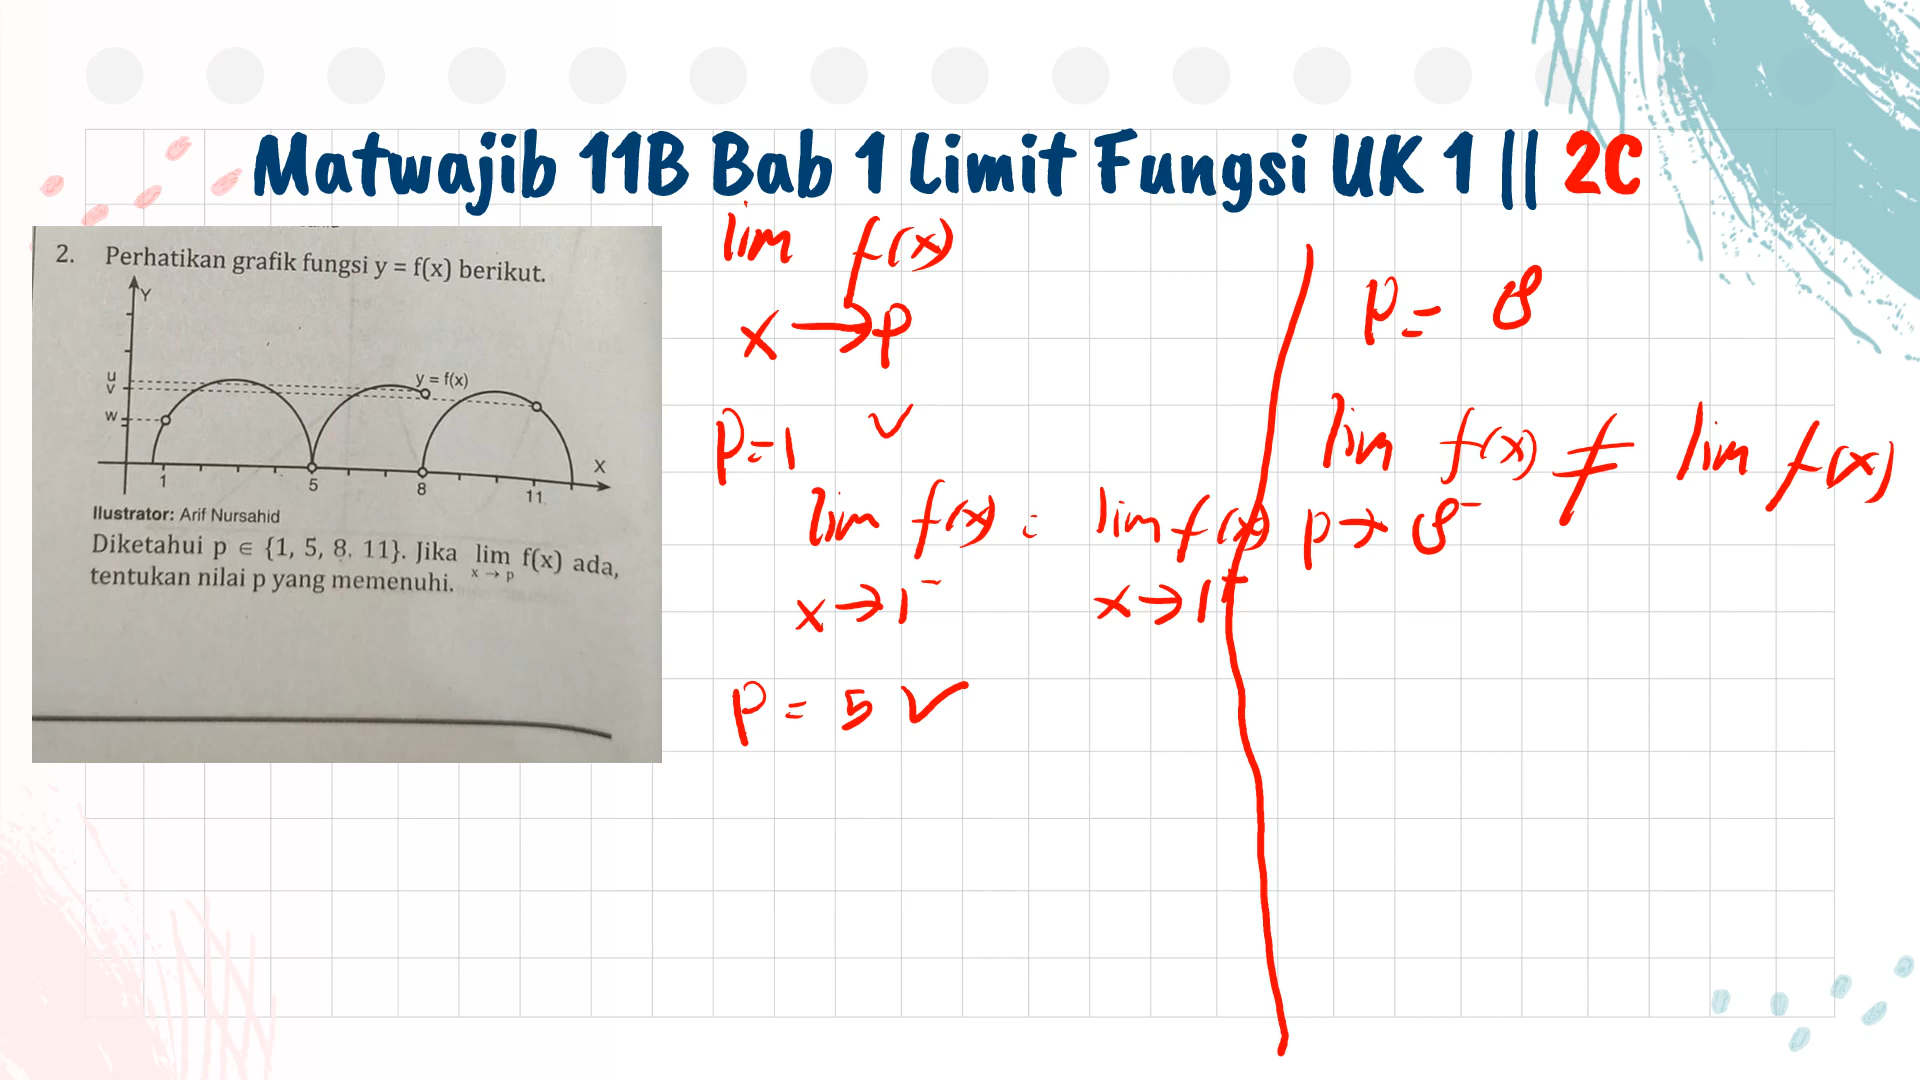 Matwajib 11B Bab 1 Limit Fungsi UK 1 || 2C
2. Perhatikan grafik fungsi y = f(x) berikut.
Y
U
V
W
y = f(x)
X
1 5 8 11
Ilustrator: Arif Nursahid
Diketahui p ∈ {1, 5, 8, 11}. Jika lim f(x) ada,
x → p
tentukan nilai p yang memenuhi.
lim f(x)
x → p
p=1 ✓
lim f(x) = lim f(x)
x → 1⁻ x → 1⁺
p = 5 ✓
p = 8
lim f(x) ≠ lim f(x)
p → 8⁻